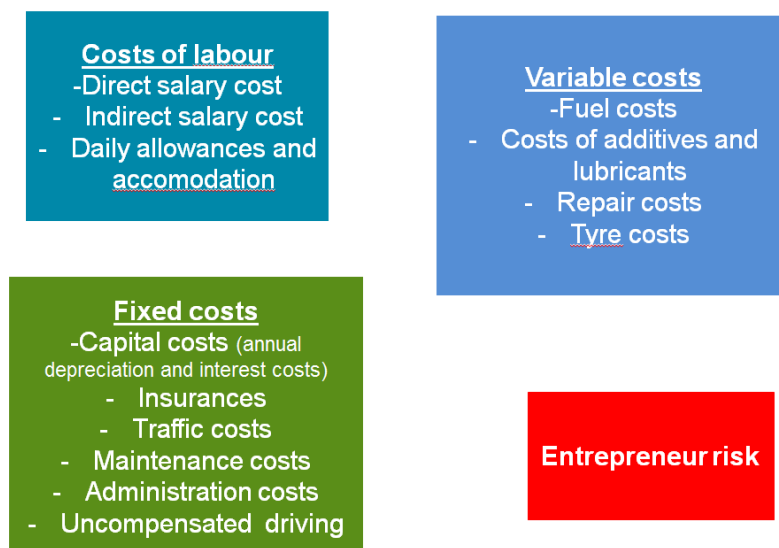 Costs of labour
-Direct salary cost
- Indirect salary cost
- Daily allowances and
accomodation
Variable costs
-Fuel costs
- Costs of additives and
lubricants
- Repair costs
- Tyre costs
Fixed costs
-Capital costs (annual
depreciation and interest costs)
- Insurances
- Traffic costs
- Maintenance costs
- Administration costs
- Uncompensated driving
Entrepreneur risk